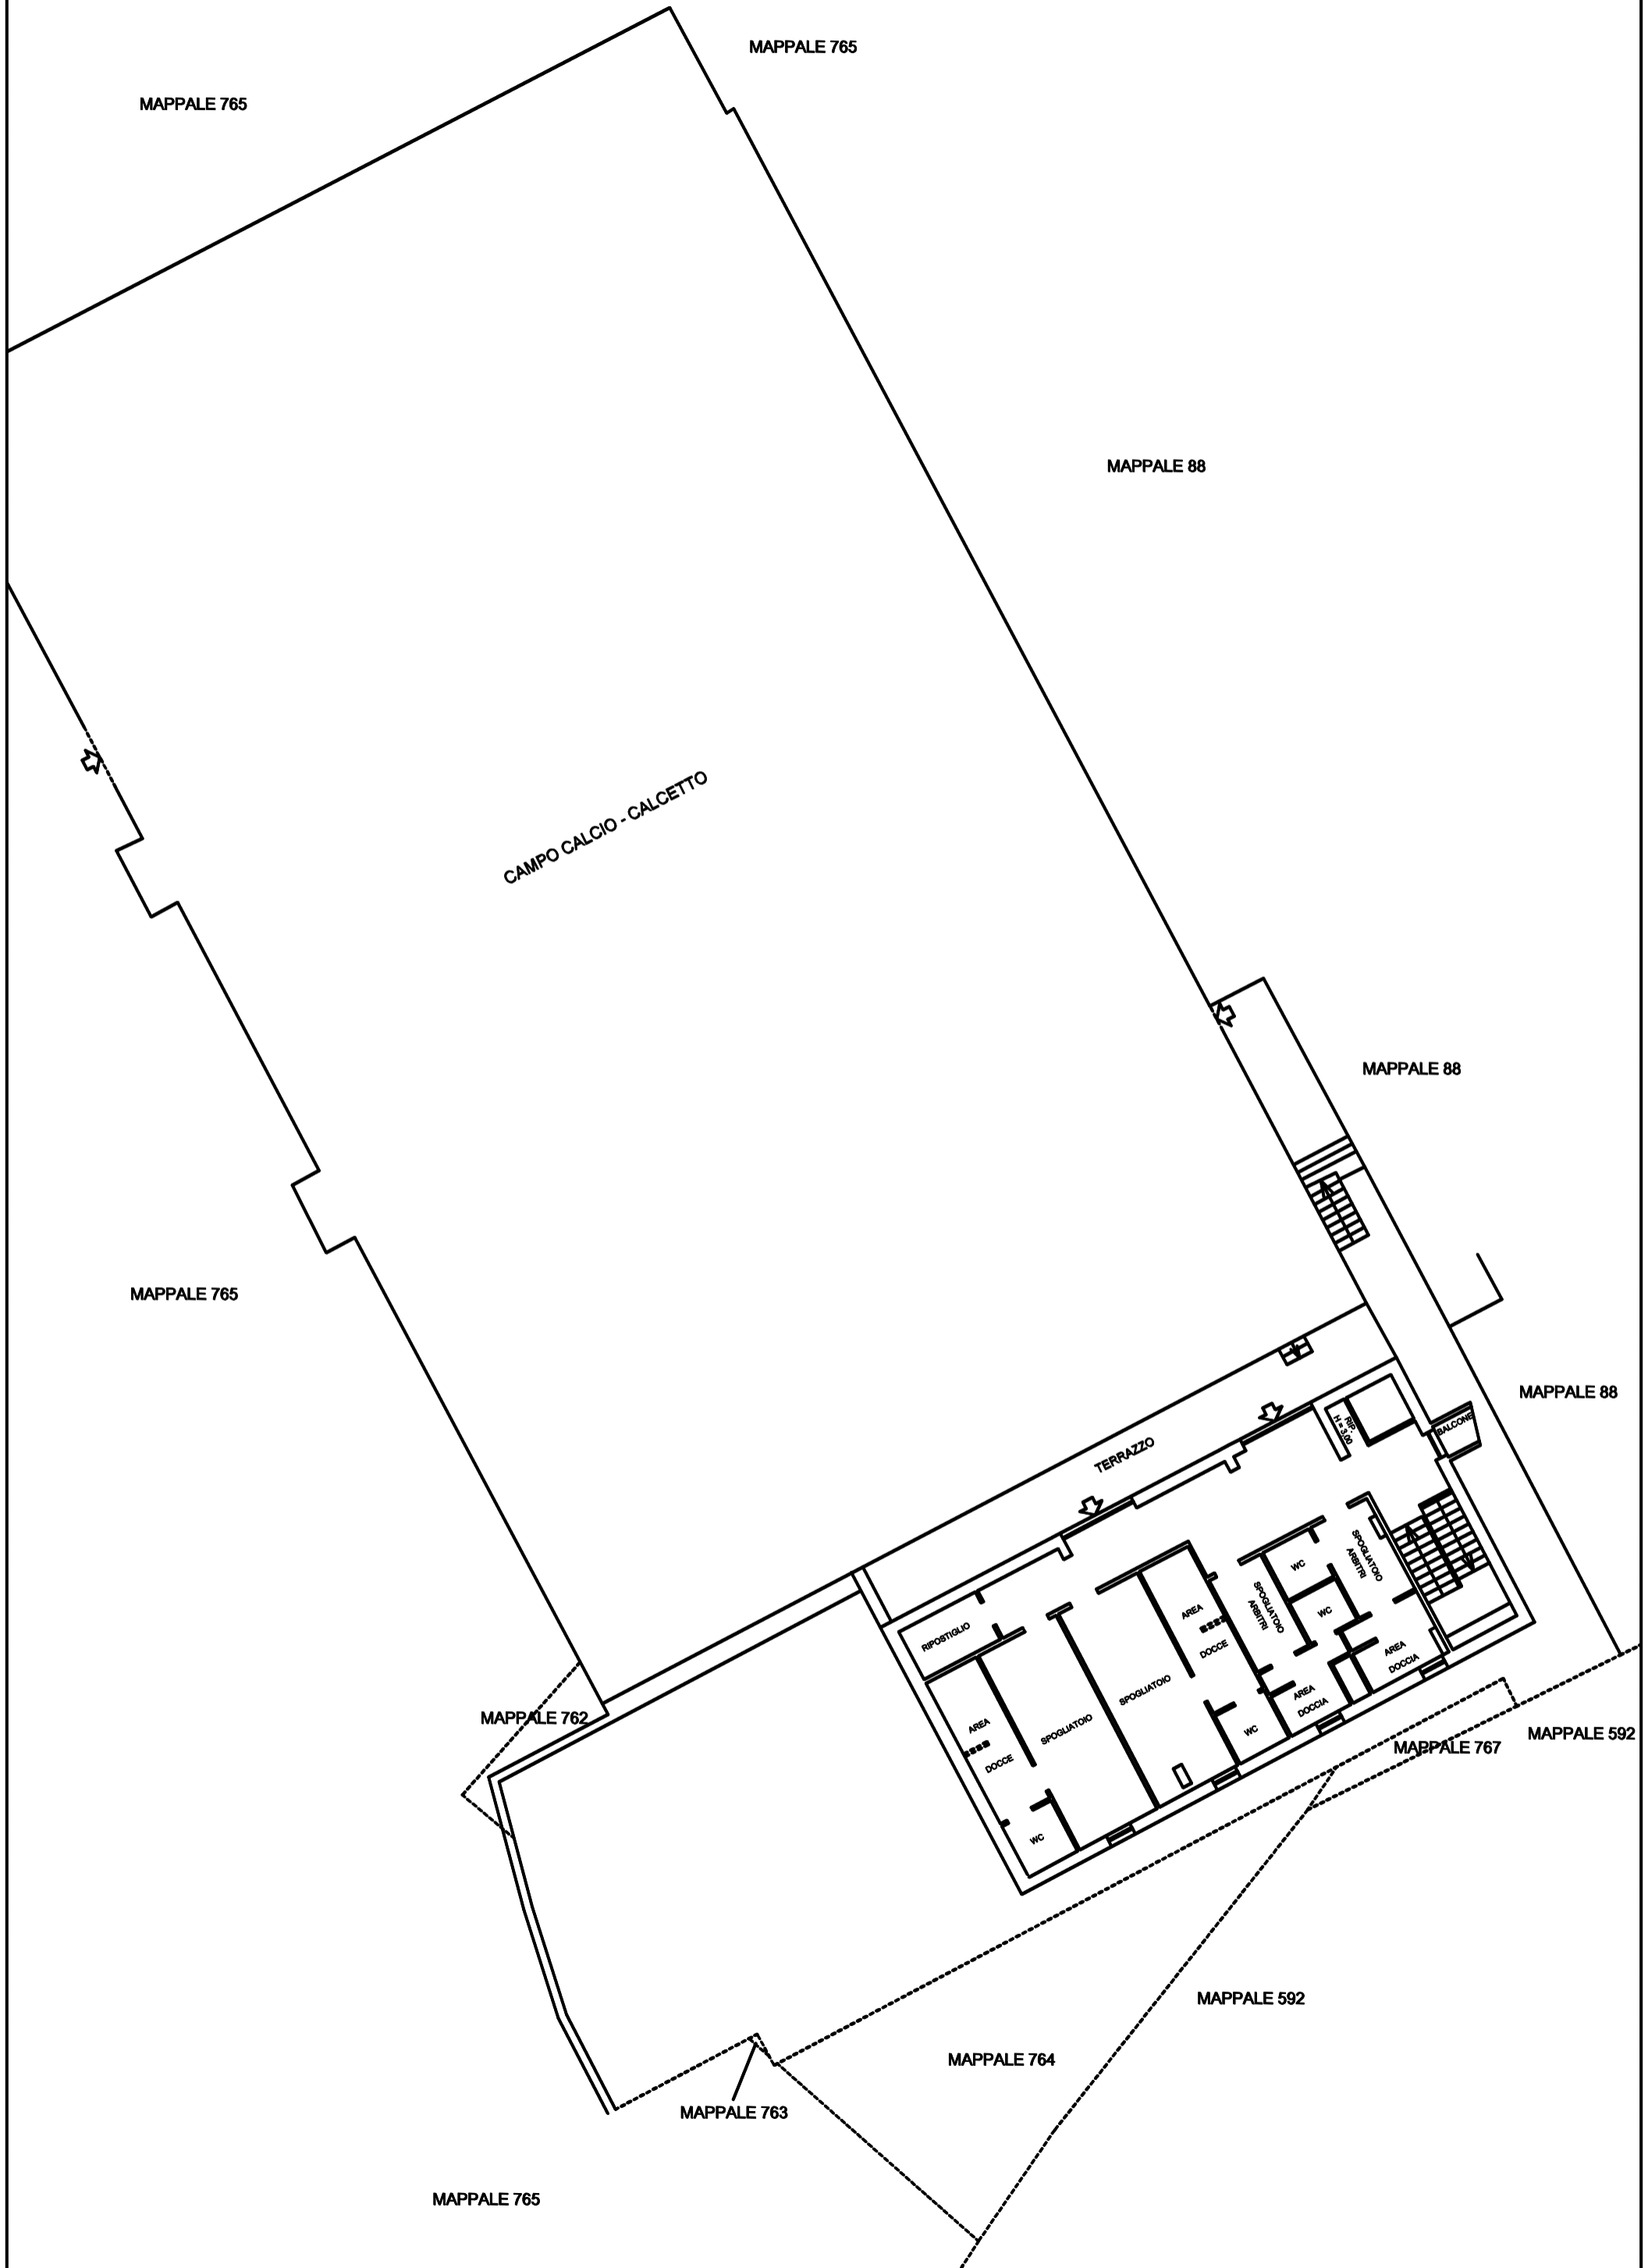 MAPPALE 765
MAPPALE 765
MAPPALE 88
CAMPO CALCIO - CALCETTO
MAPPALE 88
MAPPALE 765
MAPPALE 88
BALCONE
RIP.
H = 3,00
TERRAZZO
SPOGLIATOIO
ARBITRI
WC
SPOGLIATOIO
ARBITRI
WC
AREA
DOCCE
RIPOSTIGLIO
AREA
DOCCIA
AREA
DOCCIA
SPOGLIATOIO
SPOGLIATOIO
AREA
DOCCE
WC
WC
MAPPALE 762
MAPPALE 592
MAPPALE 767
MAPPALE 592
MAPPALE 764
MAPPALE 763
MAPPALE 765